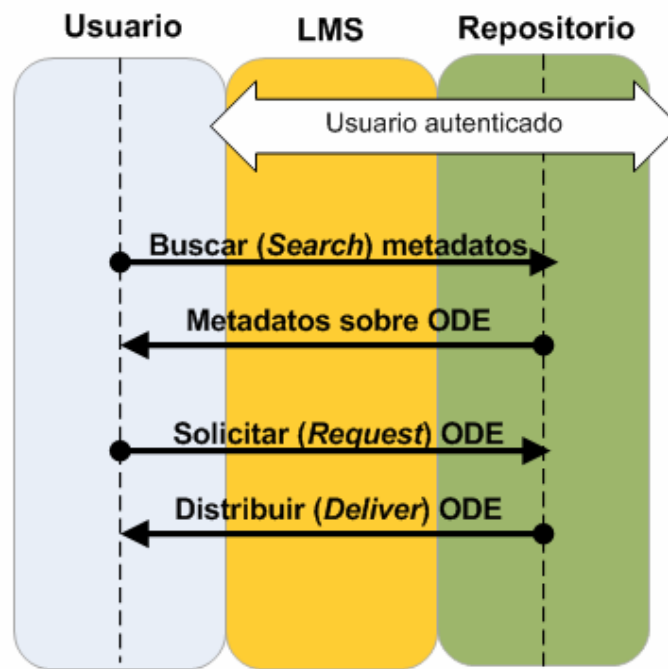 Usuario
LMS
Repositorio
Usuario autenticado
Buscar (Search) metadatos
Metadatos sobre ODE
Solicitar (Request) ODE
Distribuir (Deliver) ODE